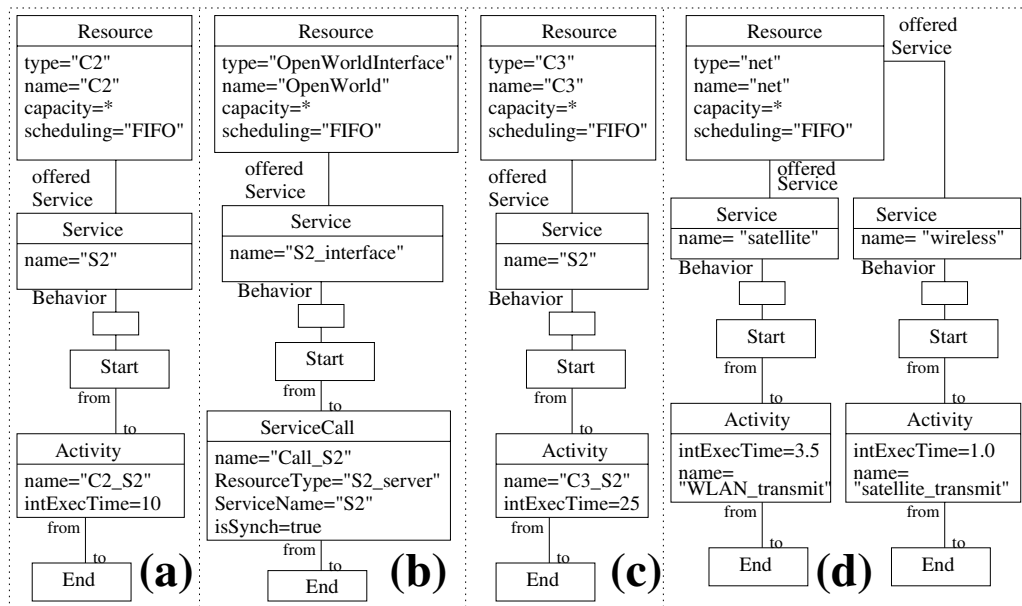 Resource
type="C2"
name="C2"
capacity=*
scheduling="FIFO"
offered
Service
Service
name="S2"
Behavior
Start
from
to
Activity
name="C2_S2"
intExecTime=10
from
to
End
(a)
Resource
type="OpenWorldInterface"
name="OpenWorld"
capacity=*
scheduling="FIFO"
offered
Service
Service
name="S2_interface"
Behavior
Start
from
to
ServiceCall
name="Call_S2"
ResourceType="S2_server"
ServiceName="S2"
isSynch=true
from
to
End
(b)
Resource
type="C3"
name="C3"
capacity=*
scheduling="FIFO"
offered
Service
Service
name="S2"
Behavior
Start
from
to
Activity
name="C3_S2"
intExecTime=25
from
to
End
(c)
Resource
type="net"
name="net"
capacity=*
scheduling="FIFO"
offered
Service
offered
Service
Service
name= "satellite"
Behavior
Start
from
to
Activity
intExecTime=3.5
name=
"WLAN_transmit"
from
to
End
Service
name= "wireless"
Behavior
Start
from
to
Activity
intExecTime=1.0
name=
"satellite_transmit"
from
to
End
(d)